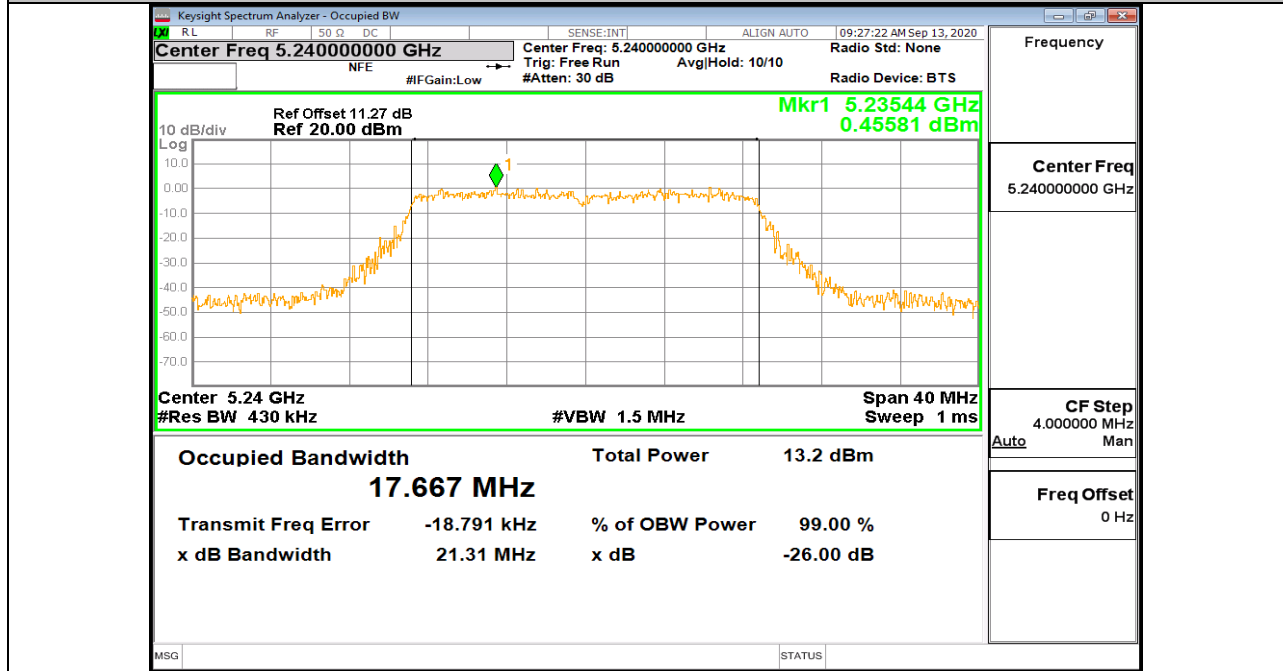 Keysight Spectrum Analyzer - Occupied BW
LXI RL RF 50 Ω DC SENSE:INT ALIGN AUTO 09:27:22 AM Sep 13, 2020
Center Freq 5.240000000 GHz
NFE
#IFGain:Low
Center Freq: 5.240000000 GHz
Trig: Free Run Avg|Hold: 10/10
#Atten: 30 dB
Radio Std: None
Radio Device: BTS
Frequency
Mkr1 5.23544 GHz
0.45581 dBm
Ref Offset 11.27 dB
10 dB/div Ref 20.00 dBm
Log
10.0
0.00
-10.0
-20.0
-30.0
-40.0
-50.0
-60.0
-70.0
1
Center 5.24 GHz Span 40 MHz
#Res BW 430 kHz #VBW 1.5 MHz Sweep 1 ms
Center Freq
5.240000000 GHz
CF Step
4.000000 MHz
Auto Man
Freq Offset
0 Hz
Occupied Bandwidth Total Power 13.2 dBm
17.667 MHz
Transmit Freq Error -18.791 kHz % of OBW Power 99.00 %
x dB Bandwidth 21.31 MHz x dB -26.00 dB
MSG STATUS